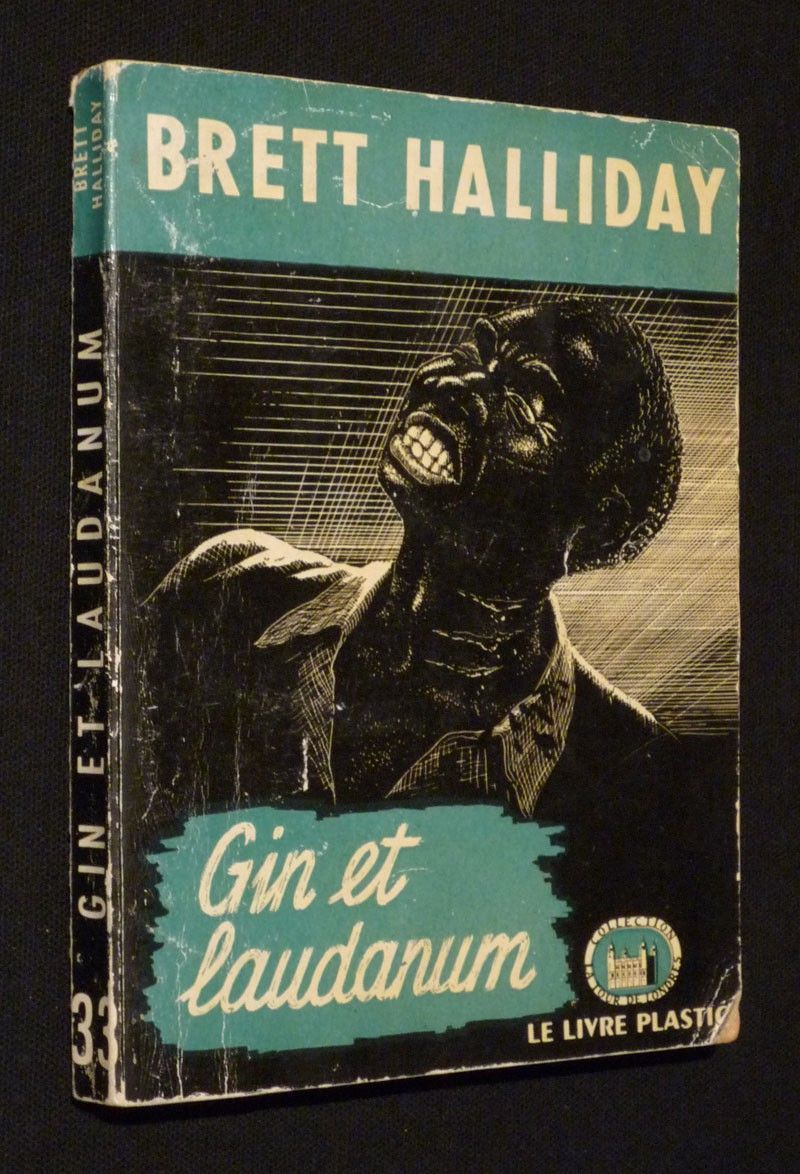 BRETT HALLIDAY
Gin et
laudanum
COLLECTION
LA TOUR DE LONDRES
LE LIVRE PLASTIC
BRETT
HALLIDAY
GIN ET LAUDANUM
33